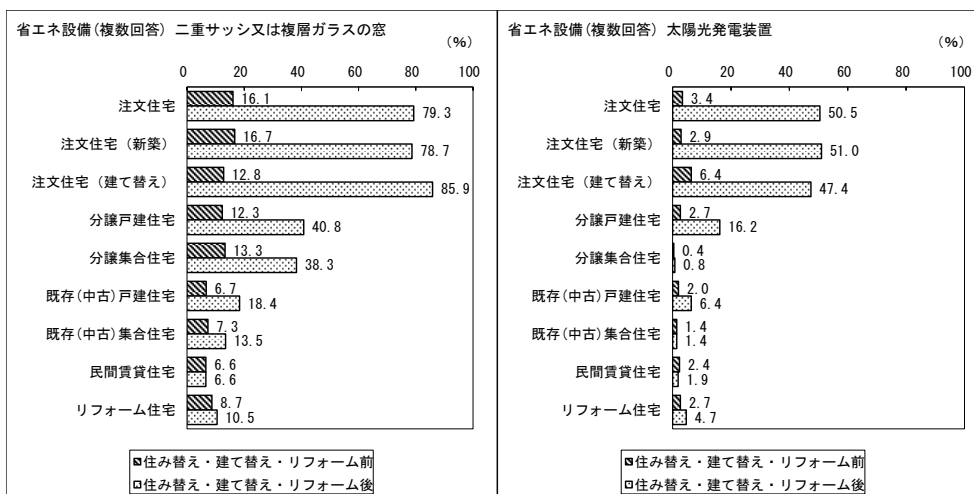 省エネ設備(複数回答) 二重サッシ又は複層ガラスの窓
(%)
0 20 40 60 80 100
注文住宅 16.1 79.3
注文住宅(新築) 16.7 78.7
注文住宅(建て替え) 12.8 85.9
分譲戸建住宅 12.3 40.8
分譲集合住宅 13.3 38.3
既存(中古)戸建住宅 6.7 18.4
既存(中古)集合住宅 7.3 13.5
民間賃貸住宅 6.6 6.6
リフォーム住宅 8.7 10.5
住み替え・建て替え・リフォーム前
住み替え・建て替え・リフォーム後
省エネ設備(複数回答) 太陽光発電装置
(%)
0 20 40 60 80 100
注文住宅 3.4 50.5
注文住宅(新築) 2.9 51.0
注文住宅(建て替え) 6.4 47.4
分譲戸建住宅 2.7 16.2
分譲集合住宅 0.4 0.8
既存(中古)戸建住宅 2.0 6.4
既存(中古)集合住宅 1.4 1.4
民間賃貸住宅 2.4 1.9
リフォーム住宅 2.7 4.7
住み替え・建て替え・リフォーム前
住み替え・建て替え・リフォーム後